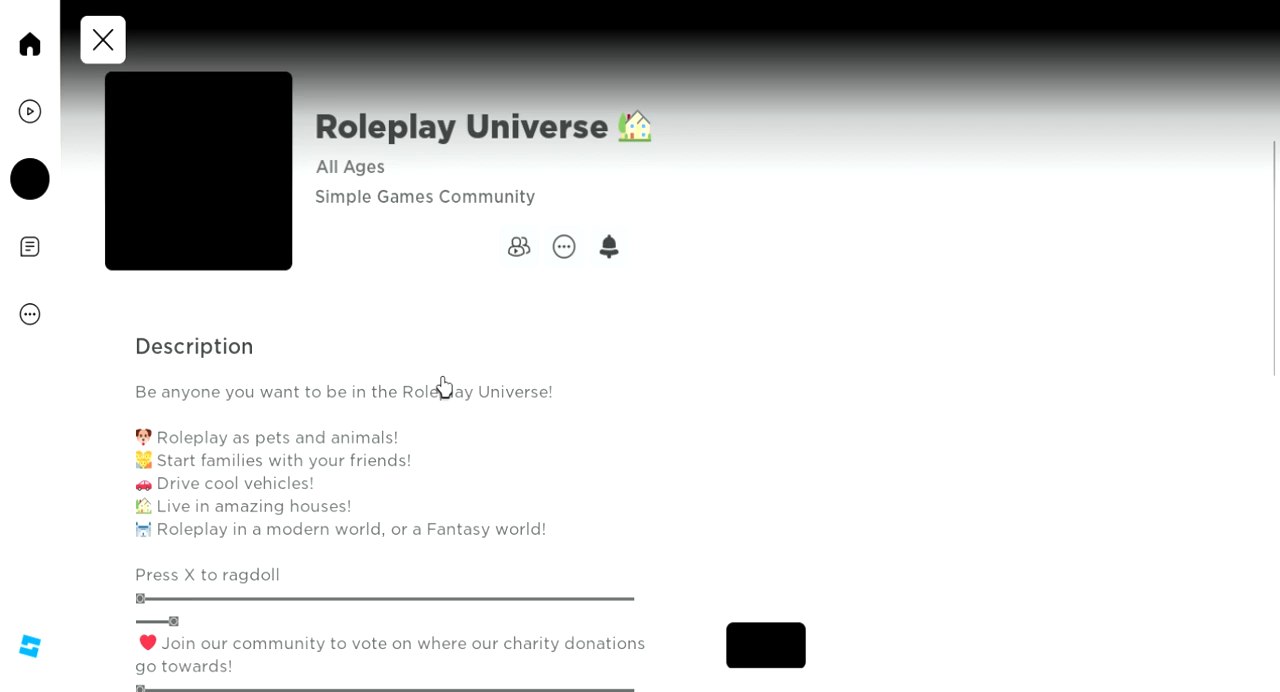 Roleplay Universe 🏡
All Ages
Simple Games Community
Description
Be anyone you want to be in the Roleplay Universe!
🐶 Roleplay as pets and animals!
👪 Start families with your friends!
🚗 Drive cool vehicles!
🏡 Live in amazing houses!
🏥 Roleplay in a modern world, or a Fantasy world!
Press X to ragdoll
◙━━━━━━━━━━━━━━━━━━━━━━━━━━━━━
━━◙
❤️ Join our community to vote on where our charity donations
go towards!
◙━━━━━━━━━━━━━━━━━━━━━━━━━━━━━